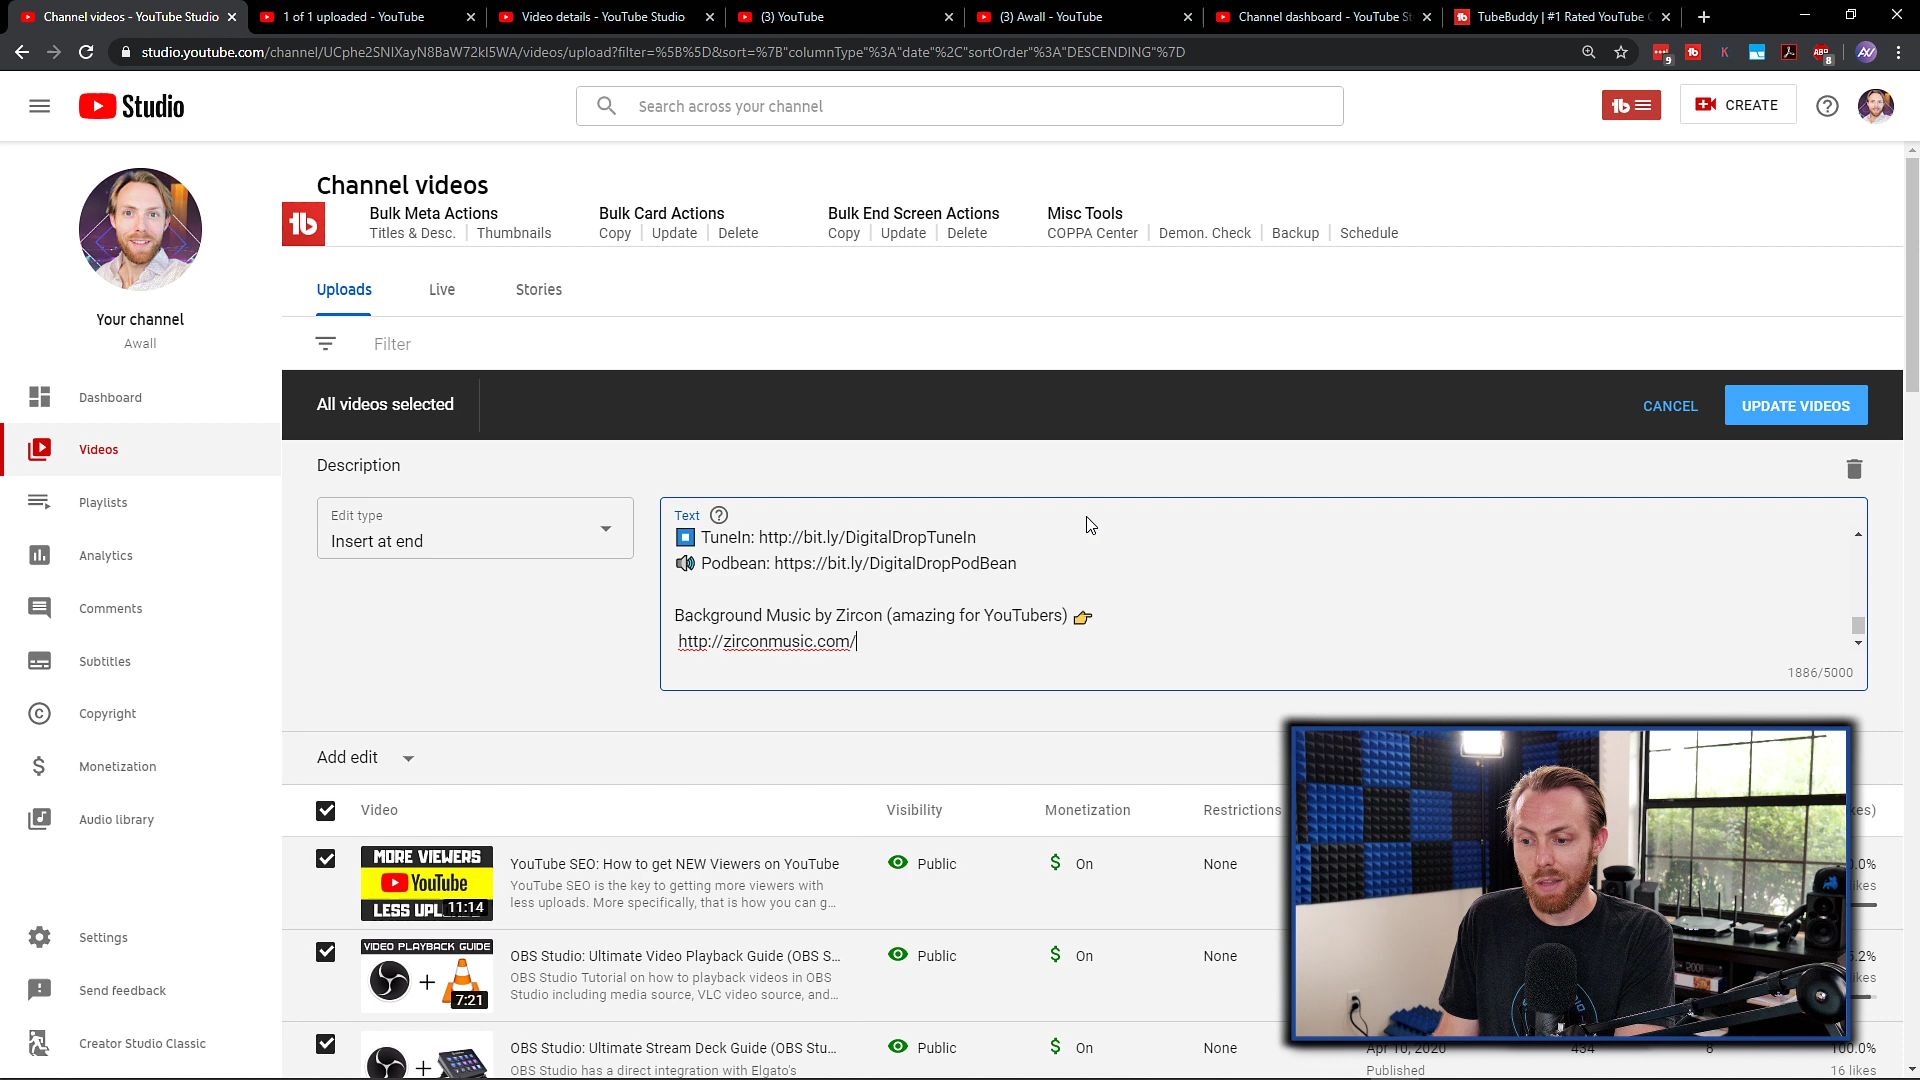 Channel videos - YouTube Studio
1 of 1 uploaded - YouTube
Video details - YouTube Studio
(3) YouTube
(3) Awall - YouTube
Channel dashboard - YouTube St
TubeBuddy | #1 Rated YouTube C
studio.youtube.com/channel/UCphe2SNIXayN8BaW72kI5WA/videos/upload?filter=%5B%5D&sort=%7B"columnType"%3A"date"%2C"sortOrder"%3A"DESCENDING"%7D
Studio
Search across your channel
CREATE
Channel videos
Bulk Meta Actions
Titles & Desc.
Thumbnails
Bulk Card Actions
Copy
Update
Delete
Bulk End Screen Actions
Copy
Update
Delete
Misc Tools
COPPA Center
Demon. Check
Backup
Schedule
Your channel
Awall
Dashboard
Videos
Playlists
Analytics
Comments
Subtitles
Copyright
Monetization
Audio library
Settings
Send feedback
Creator Studio Classic
Uploads
Live
Stories
Filter
All videos selected
CANCEL
UPDATE VIDEOS
Description
Edit type
Insert at end
Text
TuneIn: http://bit.ly/DigitalDropTuneIn
Podbean: https://bit.ly/DigitalDropPodBean
Background Music by Zircon (amazing for YouTubers) 👉
http://zirconmusic.com/
1886/5000
Add edit
Video
Visibility
Monetization
Restrictions
MORE VIEWERS
YouTube
LESS UPL
11:14
YouTube SEO: How to get NEW Viewers on YouTube
YouTube SEO is the key to getting more viewers with
less uploads. More specifically, that is how you can g...
Public
On
None
VIDEO PLAYBACK GUIDE
7:21
OBS Studio: Ultimate Video Playback Guide (OBS S...
OBS Studio Tutorial on how to playback videos in OBS
Studio including media source, VLC video source, and...
Public
On
None
OBS Studio: Ultimate Stream Deck Guide (OBS Stu...
OBS Studio has a direct integration with Elgato's
Public
On
None
Apr 10, 2020
Published
434
8
100.0%
16 likes